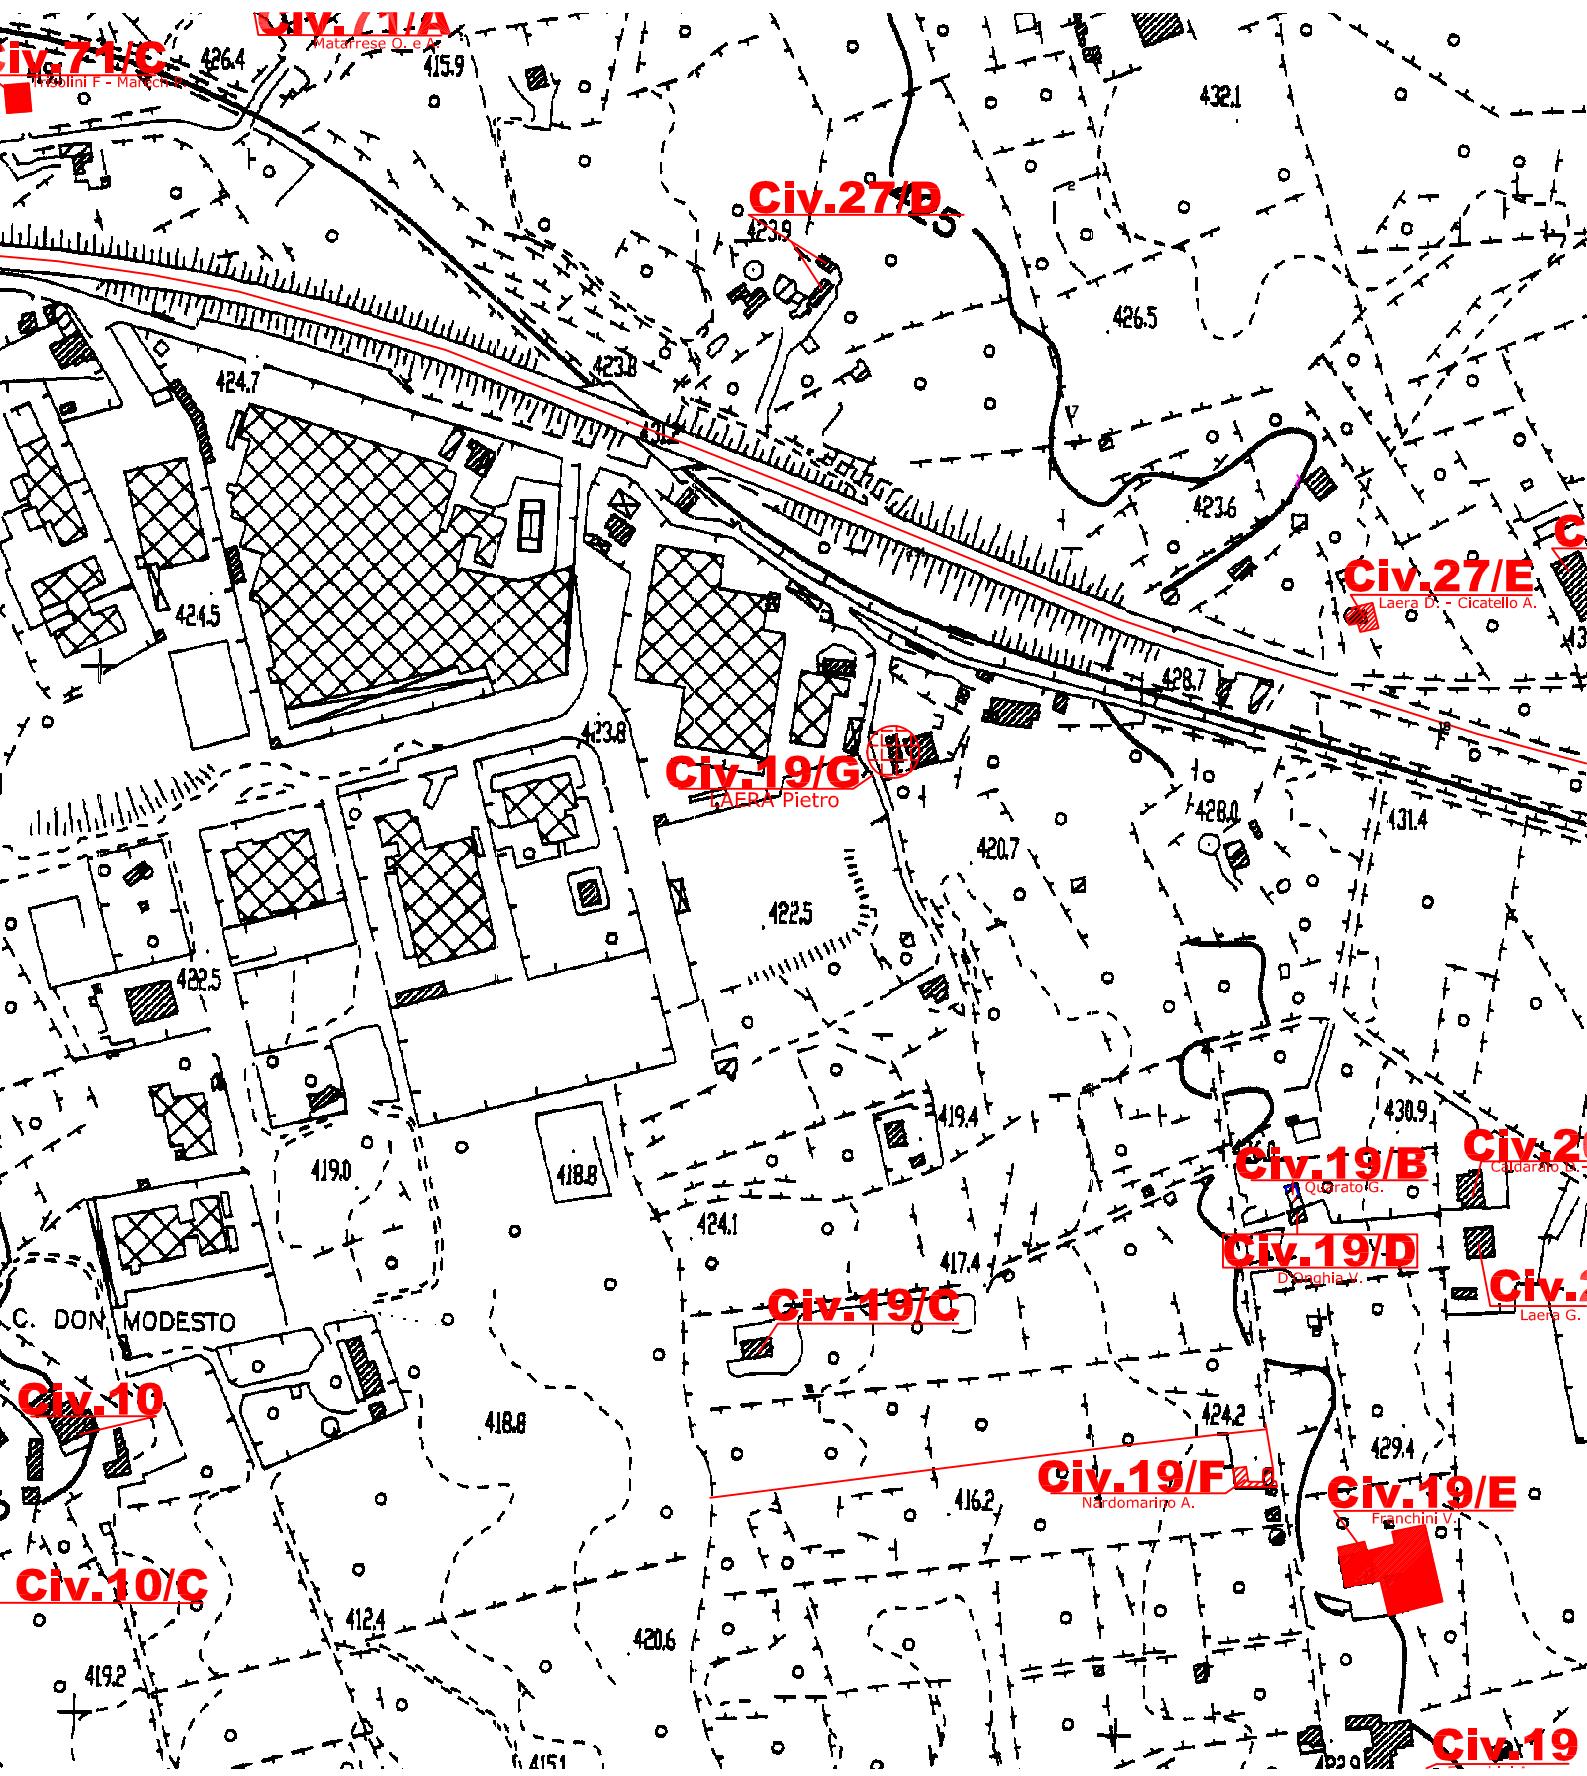 Civ.71/A
Matarrese O. e A.
Civ.71/C
426.4
415.9
432.1
Civ.27/D
425
423.9
426.5
424.7
423.8
423.6
Civ.27/E
Laera D. - Cicatello A.
424.5
428.7
423.8
Civ.19/G
LAERA Pietro
428.0
431.4
420.7
422.5
422.5
419.4
430.9
419.0
418.8
Civ.19/B
Quarato G.
424.1
417.4
Civ.19/D
D'Onghia V.
Laera G.
Civ.19/C
C. DON MODESTO
Civ.10
418.8
424.2
429.4
Civ.19/F
Nardomarino A.
416.2
Civ.19/E
Franchini V.
Civ.10/C
412.4
420.6
419.2
Civ.19
415.1